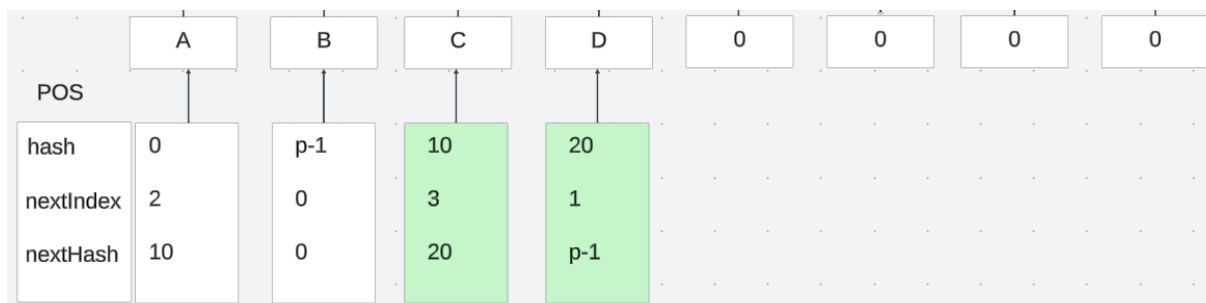 A B C D 0 0 0 0
POS
hash 0 p-1 10 20
nextIndex 2 0 3 1
nextHash 10 0 20 p-1